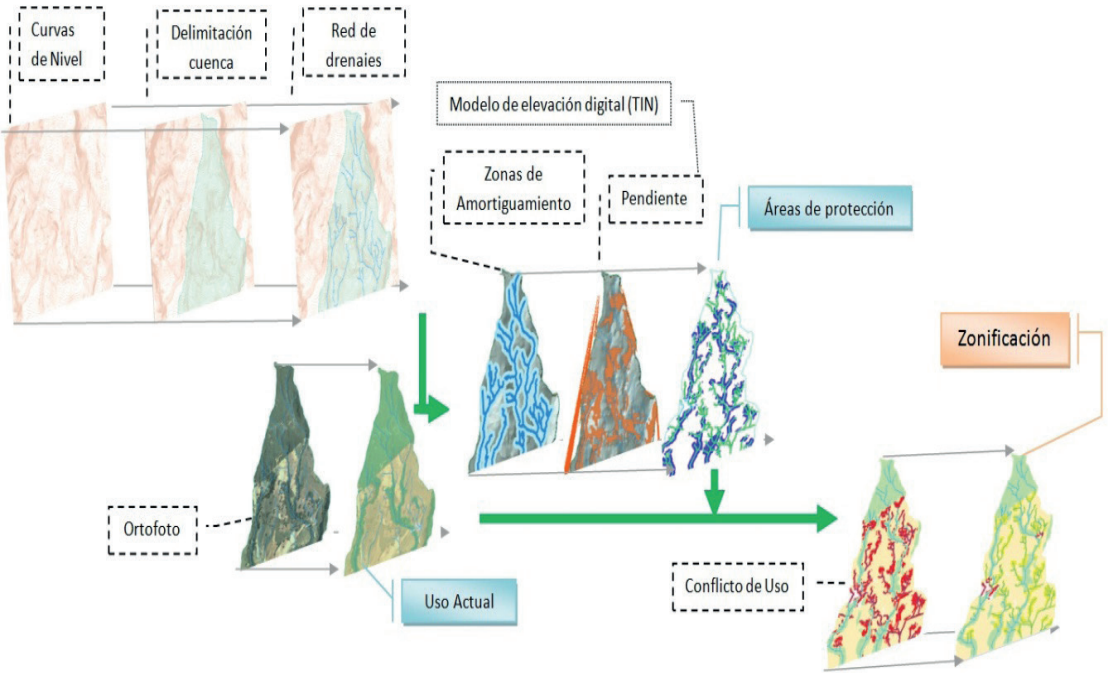 Curvas
de Nivel
Delimitación
cuenca
Red de
drenaies
Modelo de elevación digital (TIN)
Zonas de
Amortiguamiento
Pendiente
Áreas de protección
Zonificación
Ortofoto
Uso Actual
Conflicto de Uso